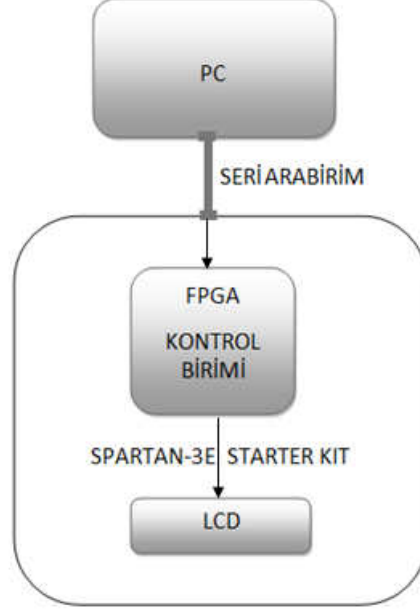 PC
SERİ ARABİRİM
FPGA
KONTROL
BİRİMİ
SPARTAN-3E STARTER KIT
LCD